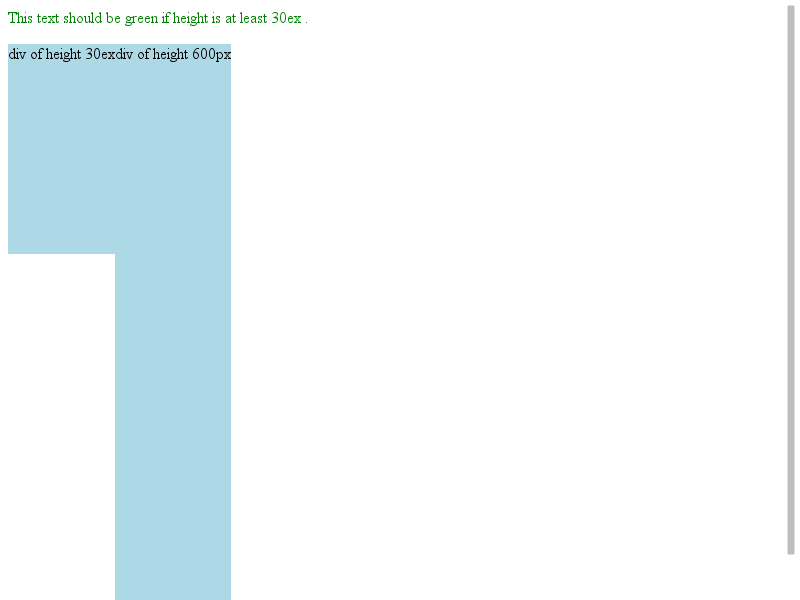 This text should be green if height is at least 30ex .
div of height 30exdiv of height 600px